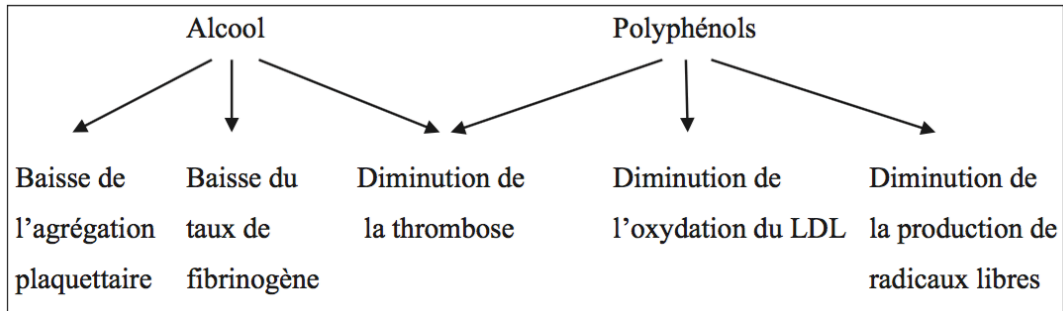 Alcool
Polyphénols
Baisse de
l’agrégation
plaquettaire
Baisse du
taux de
fibrinogène
Diminution de
la thrombose
Diminution de
l’oxydation du LDL
Diminution de
la production de
radicaux libres